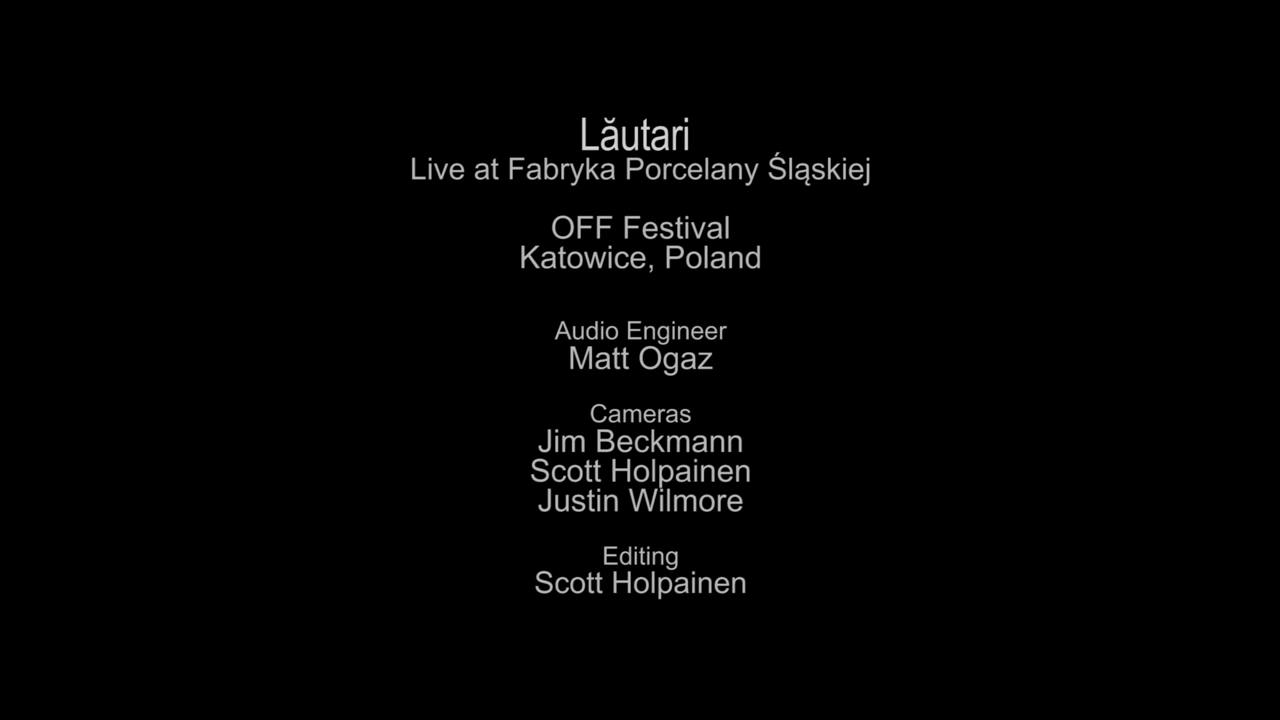 Lăutari
Live at Fabryka Porcelany Śląskiej
OFF Festival
Katowice, Poland
Audio Engineer
Matt Ogaz
Cameras
Jim Beckmann
Scott Holpainen
Justin Wilmore
Editing
Scott Holpainen